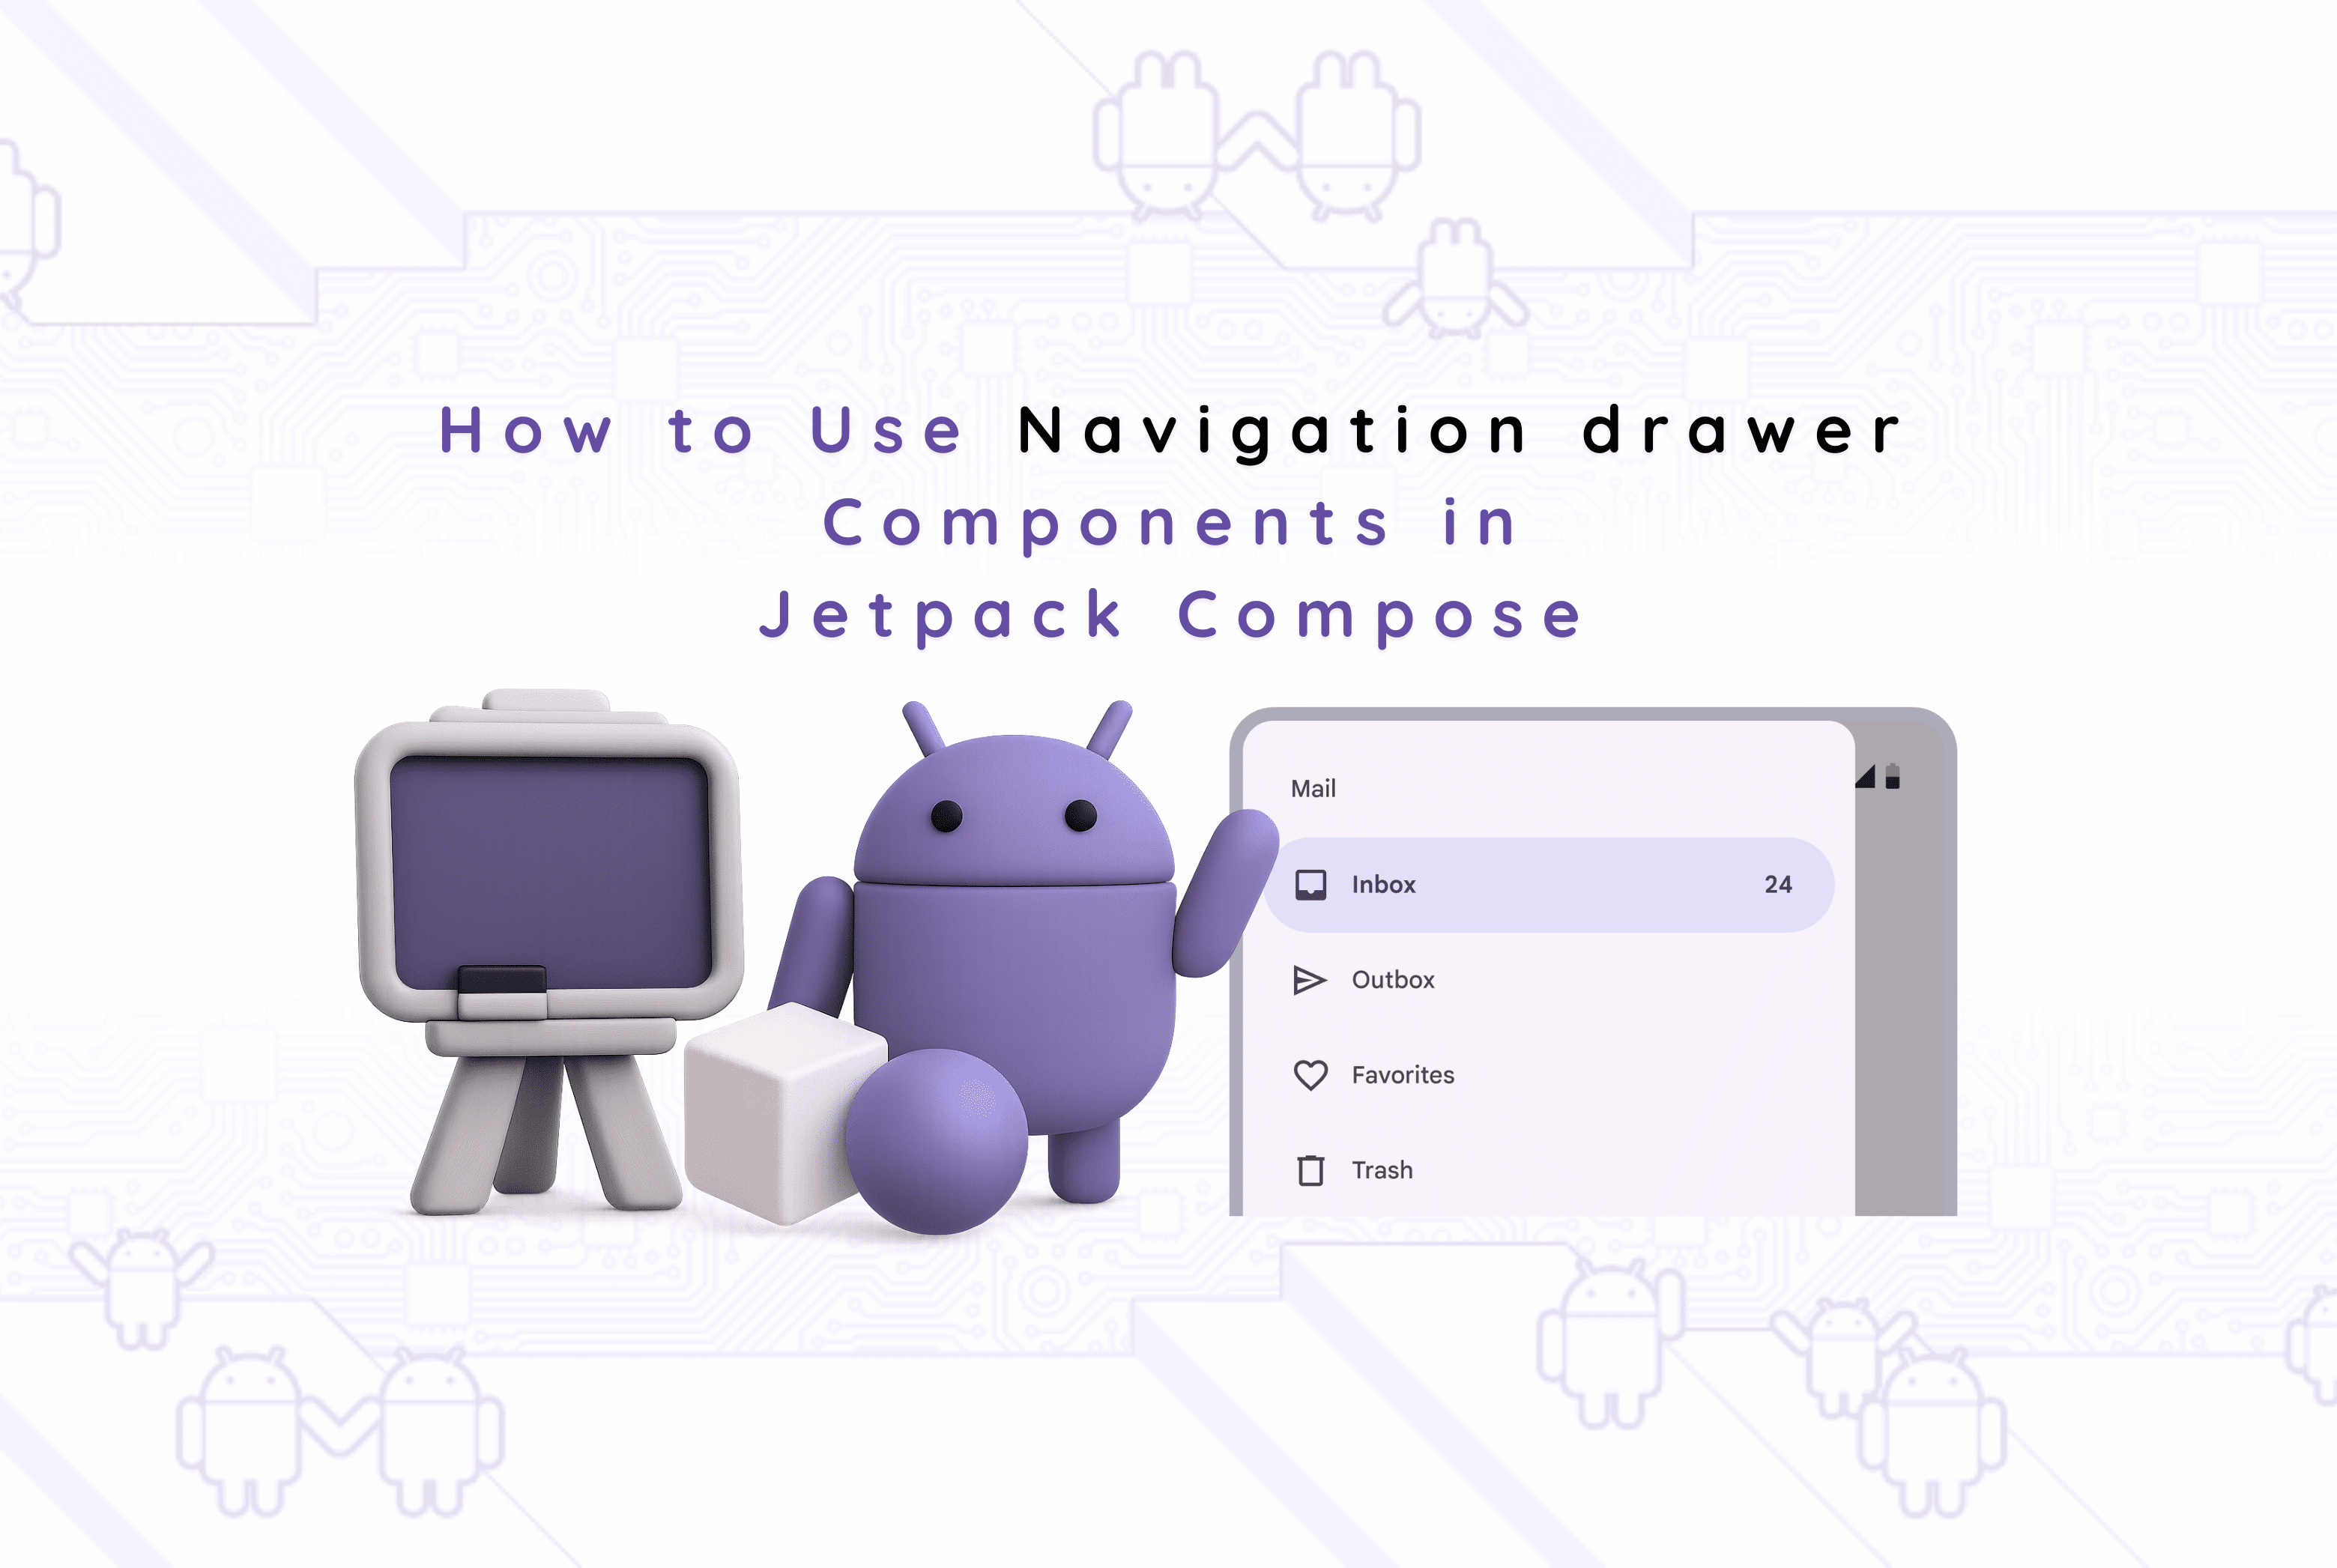 How to Use Navigation drawer
Components in
Jetpack Compose
Mail
Inbox 24
Outbox
Favorites
Trash